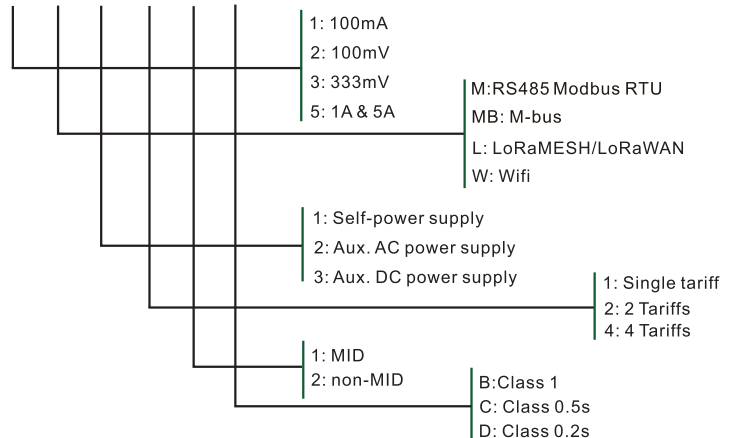 1: 100mA
2: 100mV
3: 333mV
5: 1A & 5A
M:RS485 Modbus RTU
MB: M-bus
L: LoRaMESH/LoRaWAN
W: Wifi
1: Self-power supply
2: Aux. AC power supply
3: Aux. DC power supply
1: Single tariff
2: 2 Tariffs
4: 4 Tariffs
1: MID
2: non-MID
B:Class 1
C: Class 0.5s
D: Class 0.2s